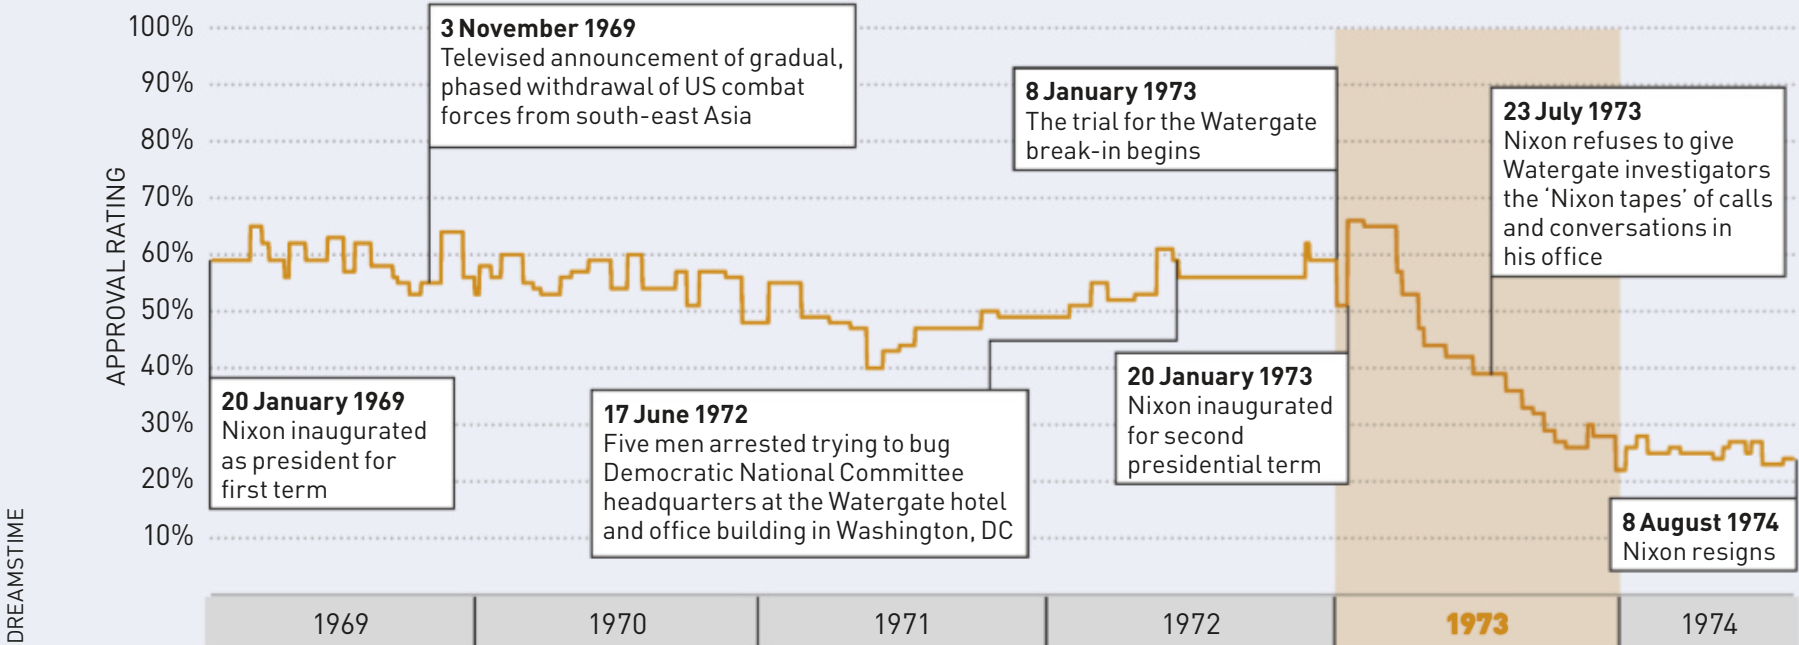 100%
90%
80%
70%
60%
50%
40%
30%
20%
10%
APPROVAL RATING
3 November 1969
Televised announcement of gradual,
phased withdrawal of US combat
forces from south-east Asia
8 January 1973
The trial for the Watergate
break-in begins
23 July 1973
Nixon refuses to give
Watergate investigators
the ‘Nixon tapes’ of calls
and conversations in
his office
20 January 1969
Nixon inaugurated
as president for
first term
17 June 1972
Five men arrested trying to bug
Democratic National Committee
headquarters at the Watergate hotel
and office building in Washington, DC
20 January 1973
Nixon inaugurated
for second
presidential term
8 August 1974
Nixon resigns
1969
1970
1971
1972
1973
1974
DREAMSTIME